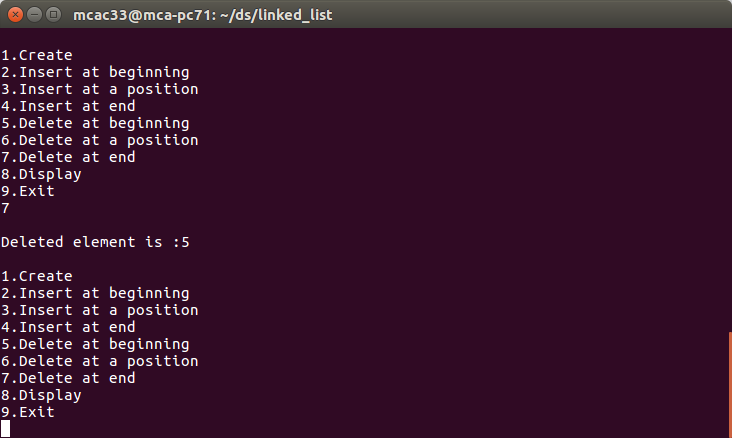 mcac33@mca-pc71: ~/ds/linked_list
1.Create
2.Insert at beginning
3.Insert at a position
4.Insert at end
5.Delete at beginning
6.Delete at a position
7.Delete at end
8.Display
9.Exit
7
Deleted element is :5
1.Create
2.Insert at beginning
3.Insert at a position
4.Insert at end
5.Delete at beginning
6.Delete at a position
7.Delete at end
8.Display
9.Exit